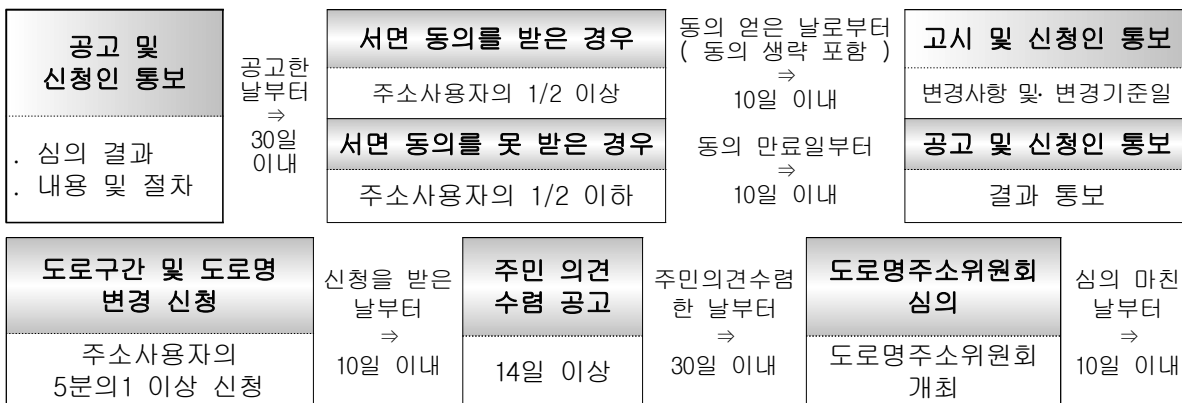 공고 및
신청인 통보
. 심의 결과
. 내용 및 절차
공고한
날부터
⇒
30일
이내
서면 동의를 받은 경우
주소사용자의 1/2 이상
서면 동의를 못 받은 경우
주소사용자의 1/2 이하
동의 얻은 날로부터
( 동의 생략 포함 )
⇒
10일 이내
동의 만료일부터
⇒
10일 이내
고시 및 신청인 통보
변경사항 및 변경기준일
공고 및 신청인 통보
결과 통보
도로구간 및 도로명
변경 신청
주소사용자의
5분의1 이상 신청
신청을 받은
날부터
⇒
10일 이내
주민 의견
수렴 공고
14일 이상
주민의견수렴
한 날부터
⇒
30일 이내
도로명주소위원회
심의
도로명주소위원회
개최
심의 마친
날부터
⇒
10일 이내